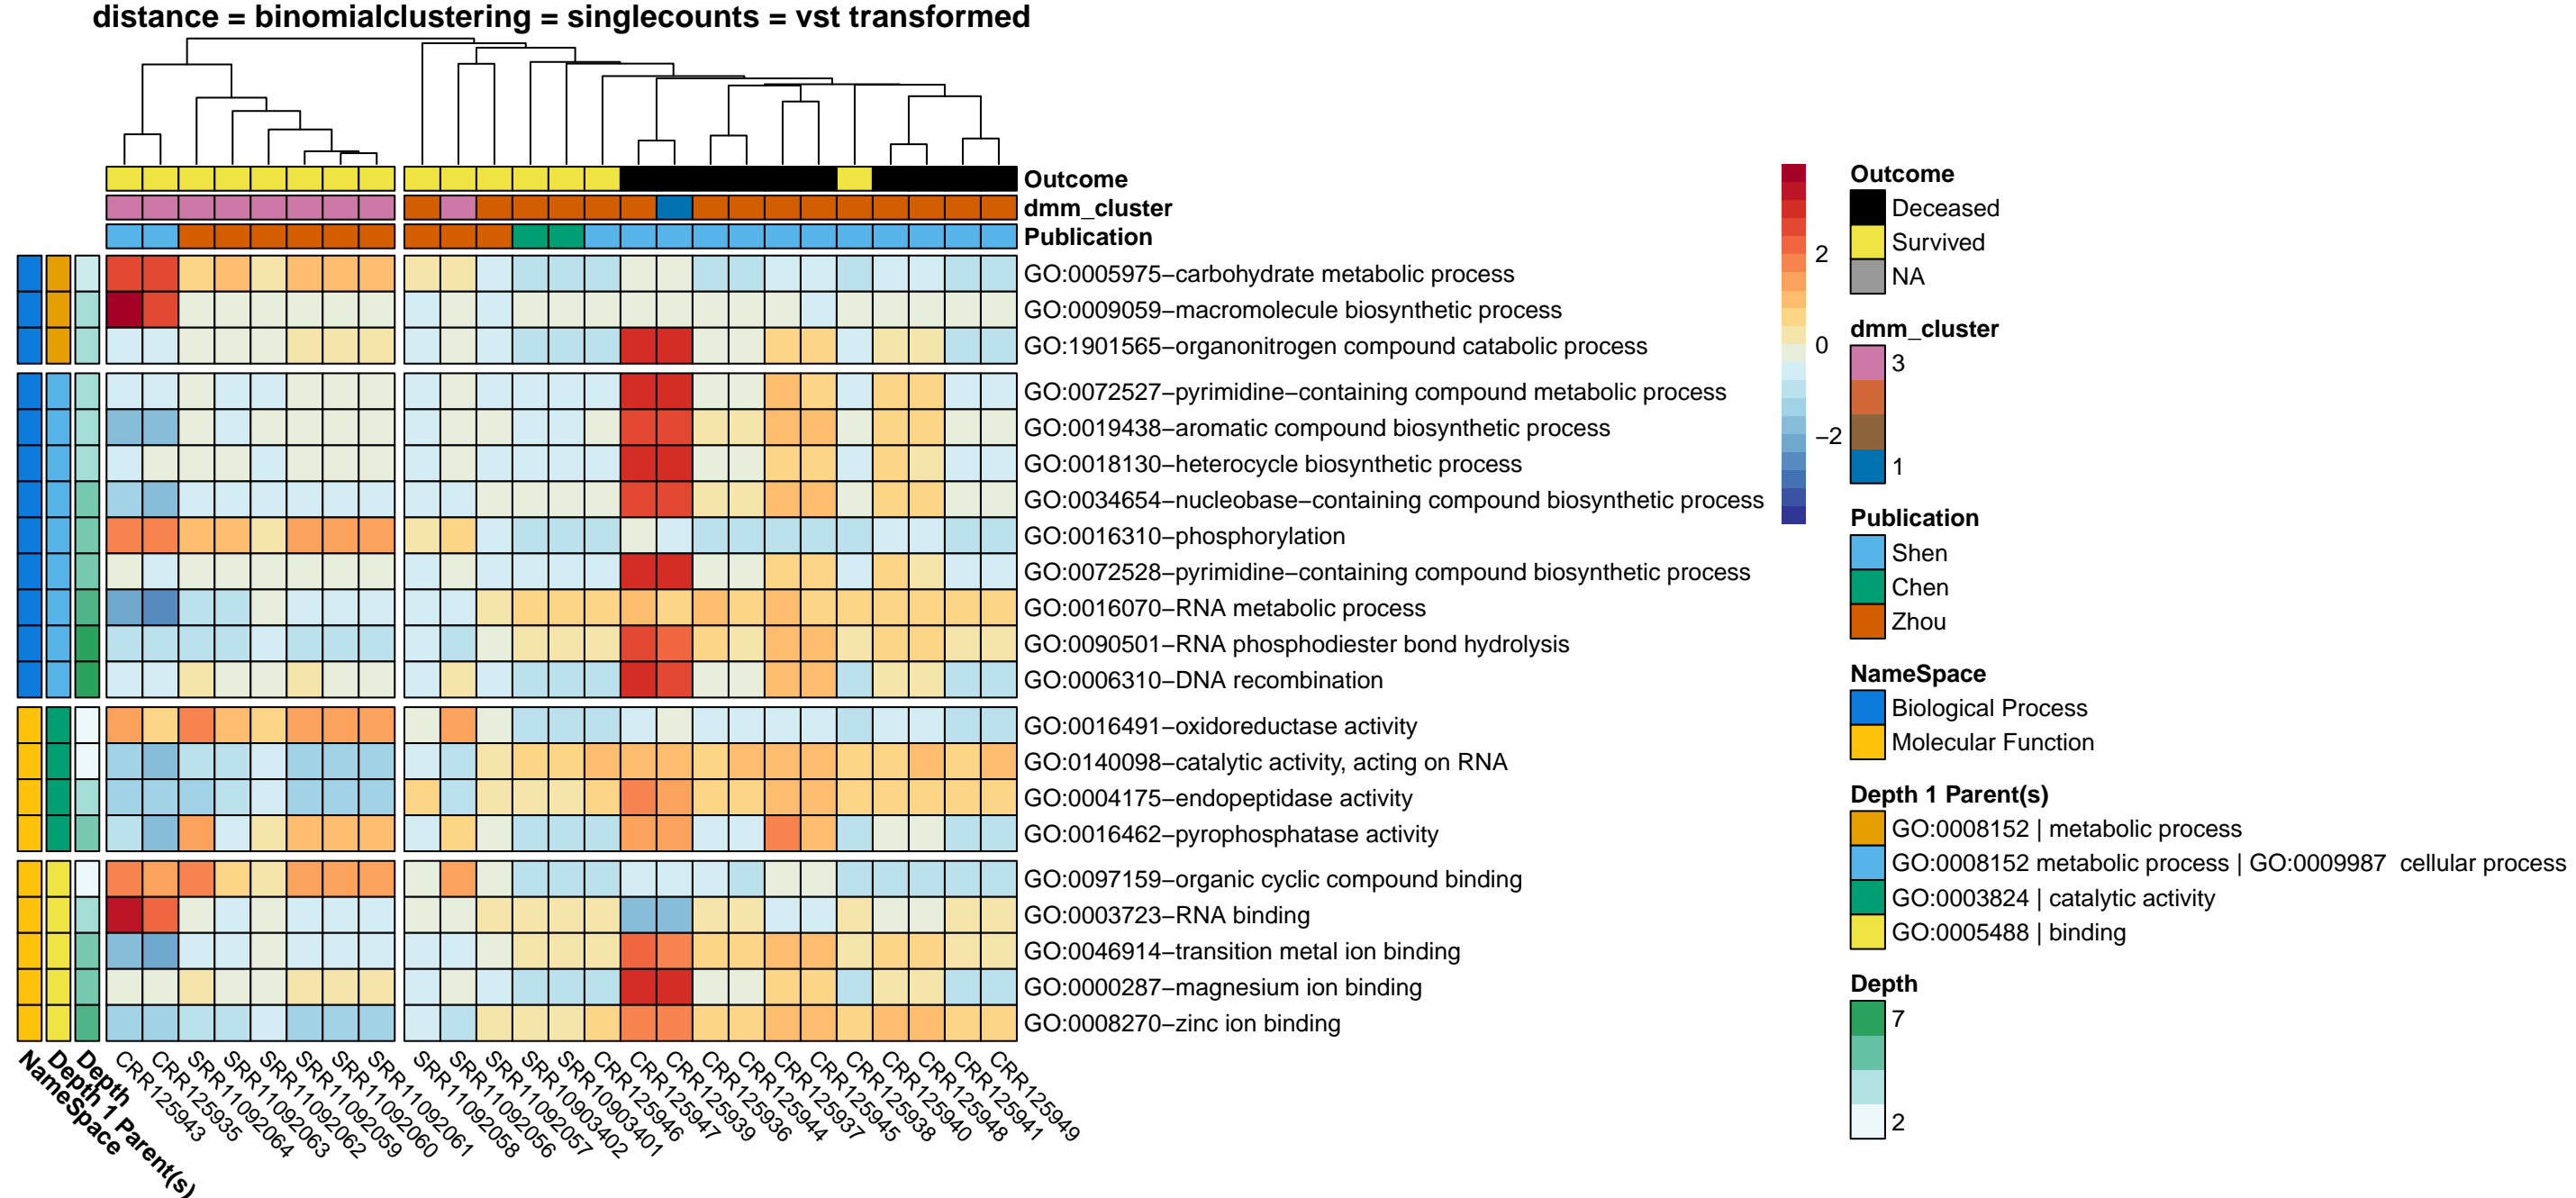 distance = binomialclustering = singlecounts = vst transformed
Outcome
dmm_cluster
Publication
GO:0005975−carbohydrate metabolic process
GO:0009059−macromolecule biosynthetic process
GO:1901565−organonitrogen compound catabolic process
GO:0072527−pyrimidine−containing compound metabolic process
GO:0019438−aromatic compound biosynthetic process
GO:0018130−heterocycle biosynthetic process
GO:0034654−nucleobase−containing compound biosynthetic process
GO:0016310−phosphorylation
GO:0072528−pyrimidine−containing compound biosynthetic process
GO:0016070−RNA metabolic process
GO:0090501−RNA phosphodiester bond hydrolysis
GO:0006310−DNA recombination
GO:0016491−oxidoreductase activity
GO:0140098−catalytic activity, acting on RNA
GO:0004175−endopeptidase activity
GO:0016462−pyrophosphatase activity
GO:0097159−organic cyclic compound binding
GO:0003723−RNA binding
GO:0046914−transition metal ion binding
GO:0000287−magnesium ion binding
GO:0008270−zinc ion binding
NameSpace
Depth 1 Parent(s)
Depth
CRR125943
CRR125935
SRR11092064
SRR11092063
SRR11092062
SRR11092059
SRR11092060
SRR11092061
SRR11092058
SRR11092056
SRR11092057
SRR10903402
SRR10903401
CRR125946
CRR125947
CRR125939
CRR125936
CRR125944
CRR125937
CRR125945
CRR125938
CRR125940
CRR125948
CRR125941
CRR125949
2
0
−2
Outcome
Deceased
Survived
NA
dmm_cluster
3
1
Publication
Shen
Chen
Zhou
NameSpace
Biological Process
Molecular Function
Depth 1 Parent(s)
GO:0008152 | metabolic process
GO:0008152 metabolic process | GO:0009987  cellular process
GO:0003824 | catalytic activity
GO:0005488 | binding
Depth
7
2